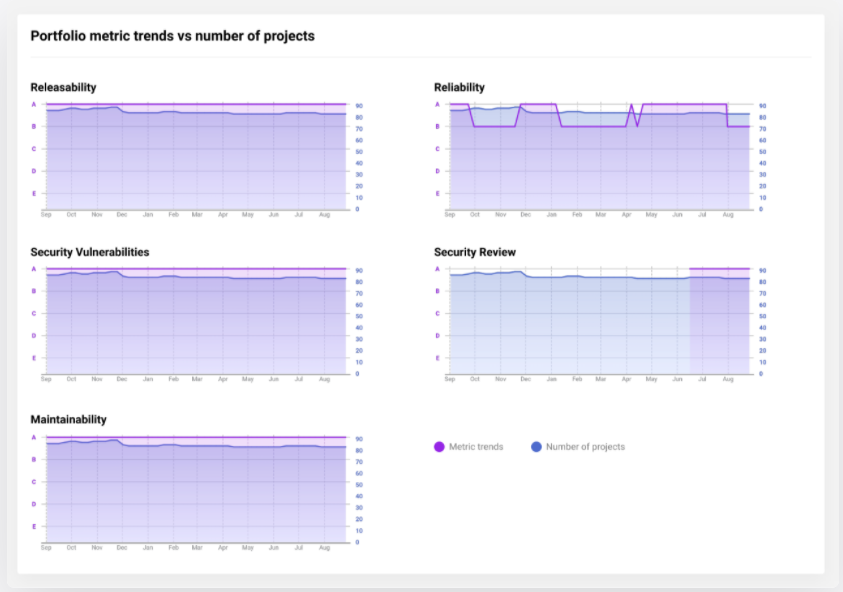 Portfolio metric trends vs number of projects
Releasability
A
B
C
D
E
90
80
70
60
50
40
30
20
10
0
Sep Oct Nov Dec Jan Feb Mar Apr May Jun Jul Aug
Reliability
A
B
C
D
E
90
80
70
60
50
40
30
20
10
0
Sep Oct Nov Dec Jan Feb Mar Apr May Jun Jul Aug
Security Vulnerabilities
A
B
C
D
E
90
80
70
60
50
40
30
20
10
0
Sep Oct Nov Dec Jan Feb Mar Apr May Jun Jul Aug
Security Review
A
B
C
D
E
90
80
70
60
50
40
30
20
10
0
Sep Oct Nov Dec Jan Feb Mar Apr May Jun Jul Aug
Maintainability
A
B
C
D
E
90
80
70
60
50
40
30
20
10
0
Sep Oct Nov Dec Jan Feb Mar Apr May Jun Jul Aug
Metric trends Number of projects